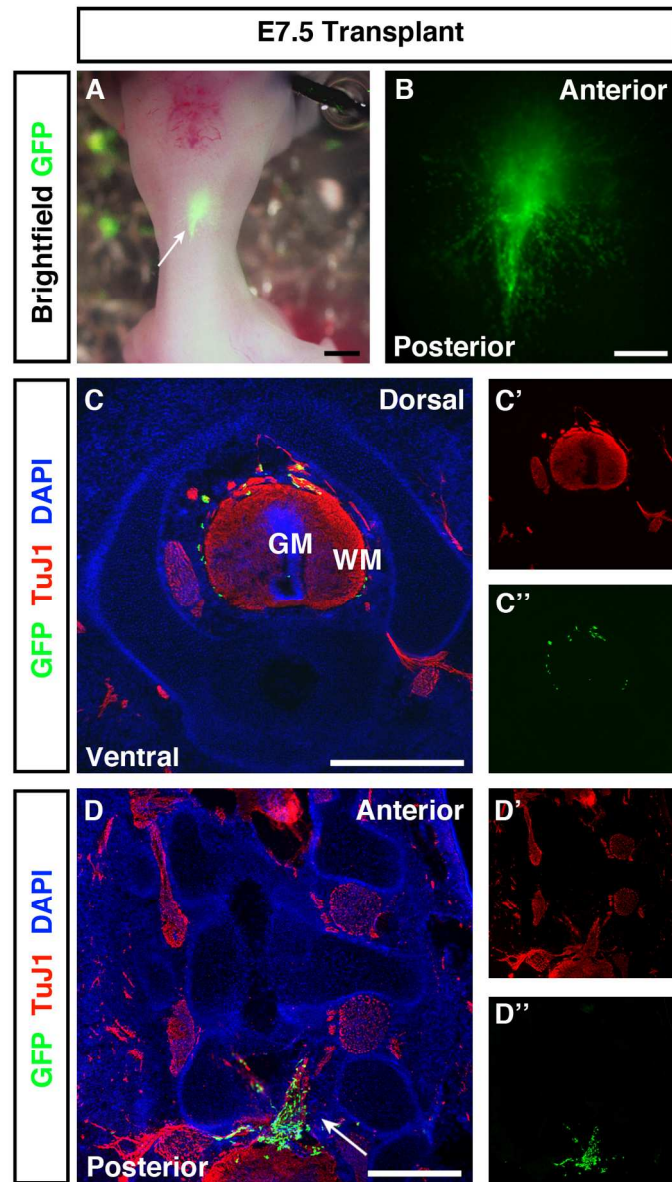 E7.5 Transplant
Brightfield GFP
A
B
Anterior
Posterior
GFP TuJ1 DAPI
C
Dorsal
GM
WM
Ventral
C’
C’’
GFP TuJ1 DAPI
D
Anterior
Posterior
D’
D’’